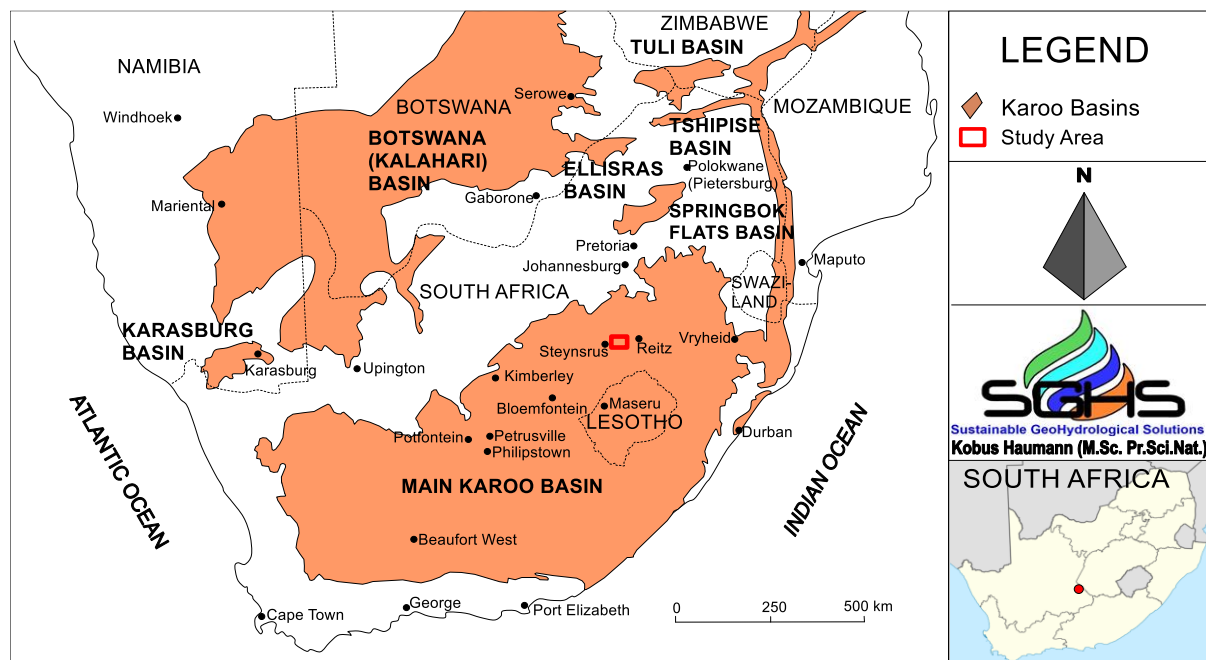 ZIMBABWE
TULI BASIN
NAMIBIA
Windhoek
BOTSWANA
Serowe
MOZAMBIQUE
BOTSWANA
(KALAHARI)
BASIN
TSHIPISE
BASIN
ELLISRAS
BASIN
Polokwane
(Pietersburg)
Mariental
Gaborone
SPRINGBOK
FLATS BASIN
Pretoria
Johannesburg
Maputo
SWAZI-
LAND
SOUTH AFRICA
KARASBURG
BASIN
Karasburg
Upington
Steynsrus
Reitz
Vryheid
Kimberley
Bloemfontein
Maseru
LESOTHO
Durban
Potfontein
Petrusville
Philipstown
ATLANTIC OCEAN
INDIAN OCEAN
MAIN KAROO BASIN
Beaufort West
Cape Town
George
Port Elizabeth
0 250 500 km
LEGEND
Karoo Basins
Study Area
N
SGHS
Sustainable GeoHydrological Solutions
Kobus Haumann (M.Sc. Pr.Sci.Nat.)
SOUTH AFRICA